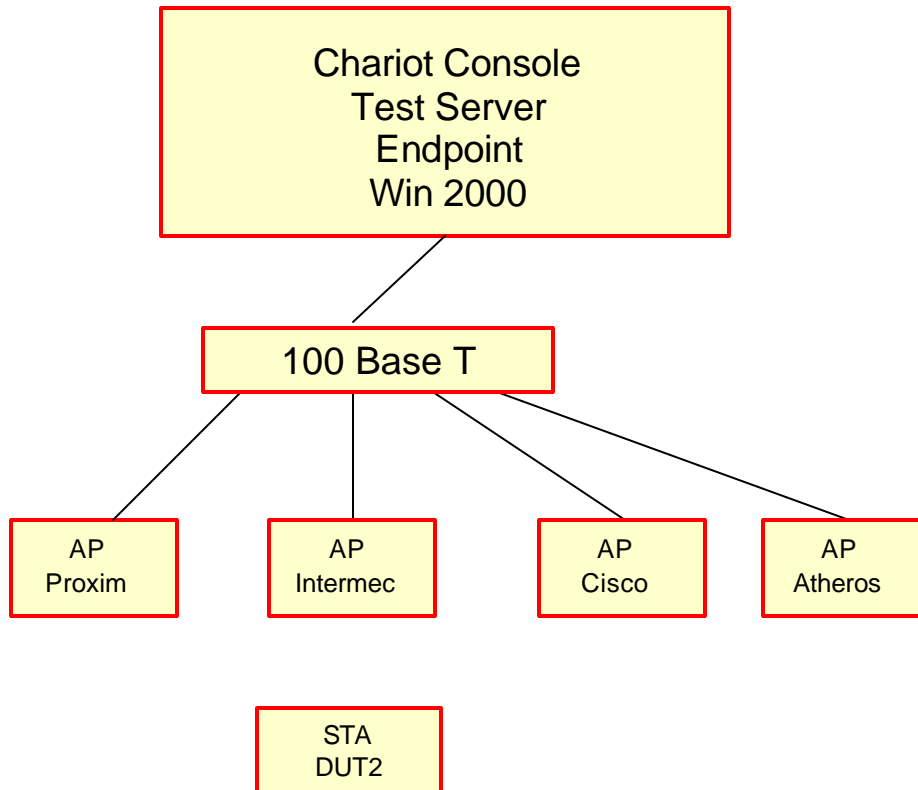 Chariot Console
Test Server
Endpoint
Win 2000
100 Base T
AP
Proxim
AP
Intermec
AP
Cisco
AP
Atheros
STA
DUT2